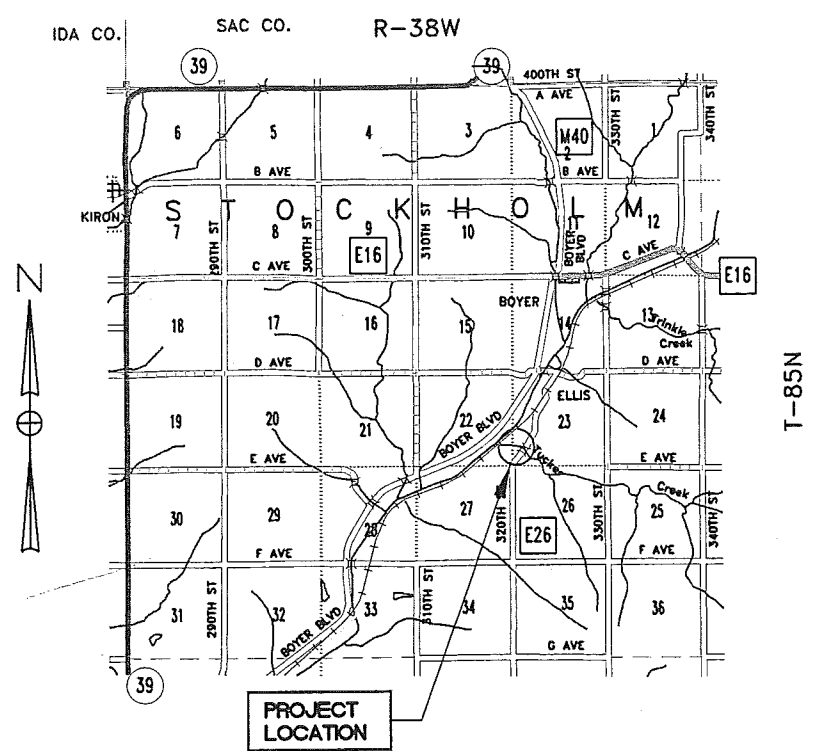 IDA CO. SAC CO. R-38W
39 39
400TH ST
A AVE
6 5 4 3 M40 2 330TH ST 1 340TH ST
B AVE B AVE
KIRON
S T O C K H O L M
7 8 9 10 11 12
290TH ST 300TH ST 310TH ST BOYER BLVD
E16
C AVE C AVE
E16
N
BOYER
18 17 16 15 14 13 Trinkle Creek
D AVE D AVE
T-85N
ELLIS
19 20 21 22 23 24
BOYER BLVD
E AVE Tucker E AVE
Creek
30 29 28 27 26 25
320TH ST 330TH ST 340TH ST
E26
F AVE F AVE
31 32 33 34 35 36
290TH ST 310TH ST
BOYER BLVD
G AVE
39
PROJECT
LOCATION